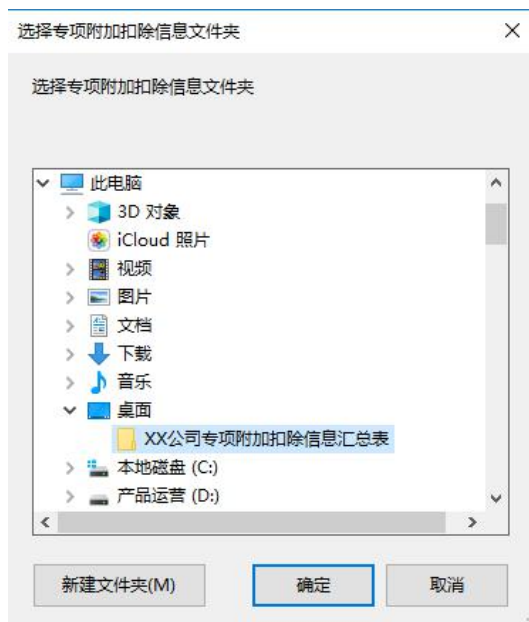 选择专项附加扣除信息文件夹
选择专项附加扣除信息文件夹
此电脑
3D 对象
iCloud 照片
视频
图片
文档
下载
音乐
桌面
XX公司专项附加扣除信息汇总表
本地磁盘 (C:)
产品运营 (D:)
新建文件夹(M) 确定 取消